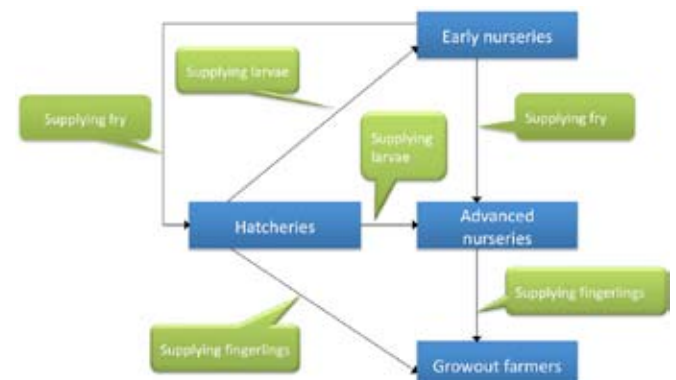 Early nurseries
Supplying larvae
Supplying fry
Supplying fry
Supplying
larvae
Hatcheries
Advanced
nurseries
Supplying fingerlings
Supplying fingerlings
Growout farmers